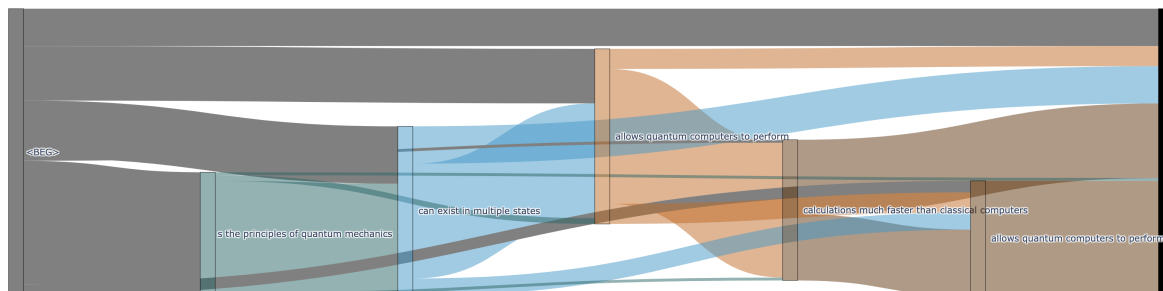 <BEG>
s the principles of quantum mechanics
can exist in multiple states
allows quantum computers to perform
calculations much faster than classical computers
allows quantum computers to perform